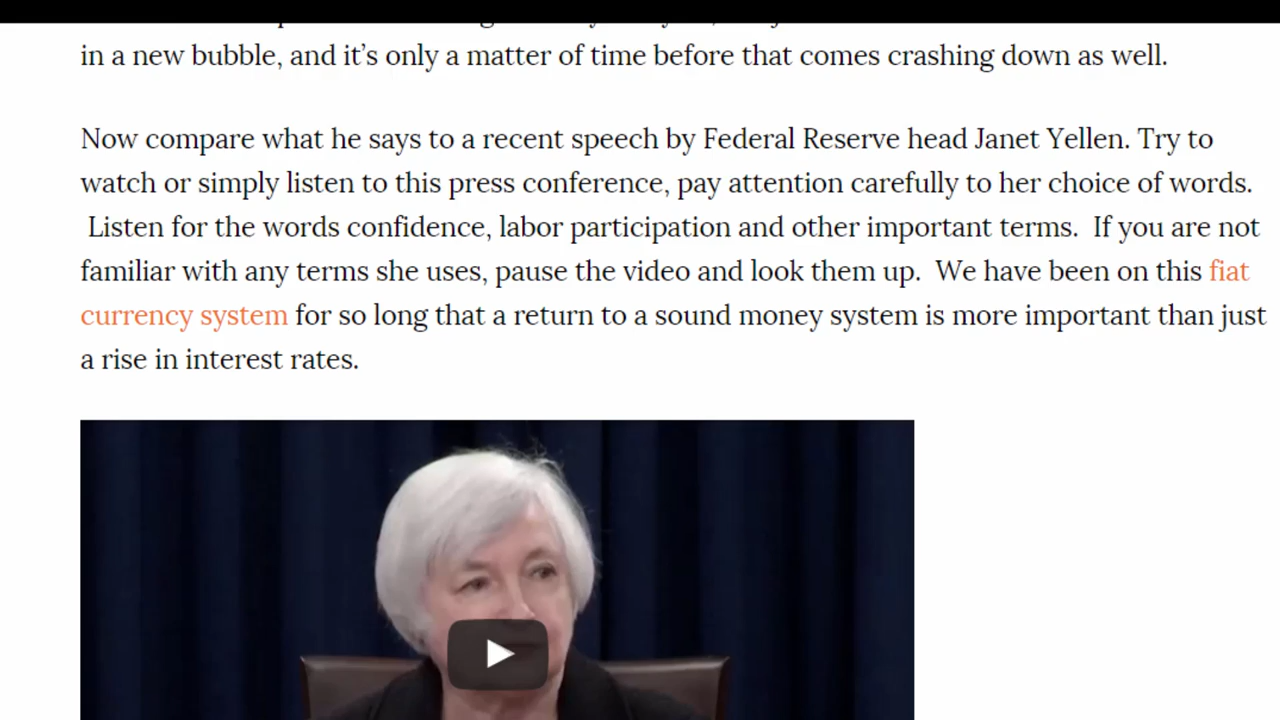 in a new bubble, and it’s only a matter of time before that comes crashing down as well.
Now compare what he says to a recent speech by Federal Reserve head Janet Yellen. Try to
watch or simply listen to this press conference, pay attention carefully to her choice of words.
Listen for the words confidence, labor participation and other important terms.  If you are not
familiar with any terms she uses, pause the video and look them up.  We have been on this fiat
currency system for so long that a return to a sound money system is more important than just
a rise in interest rates.